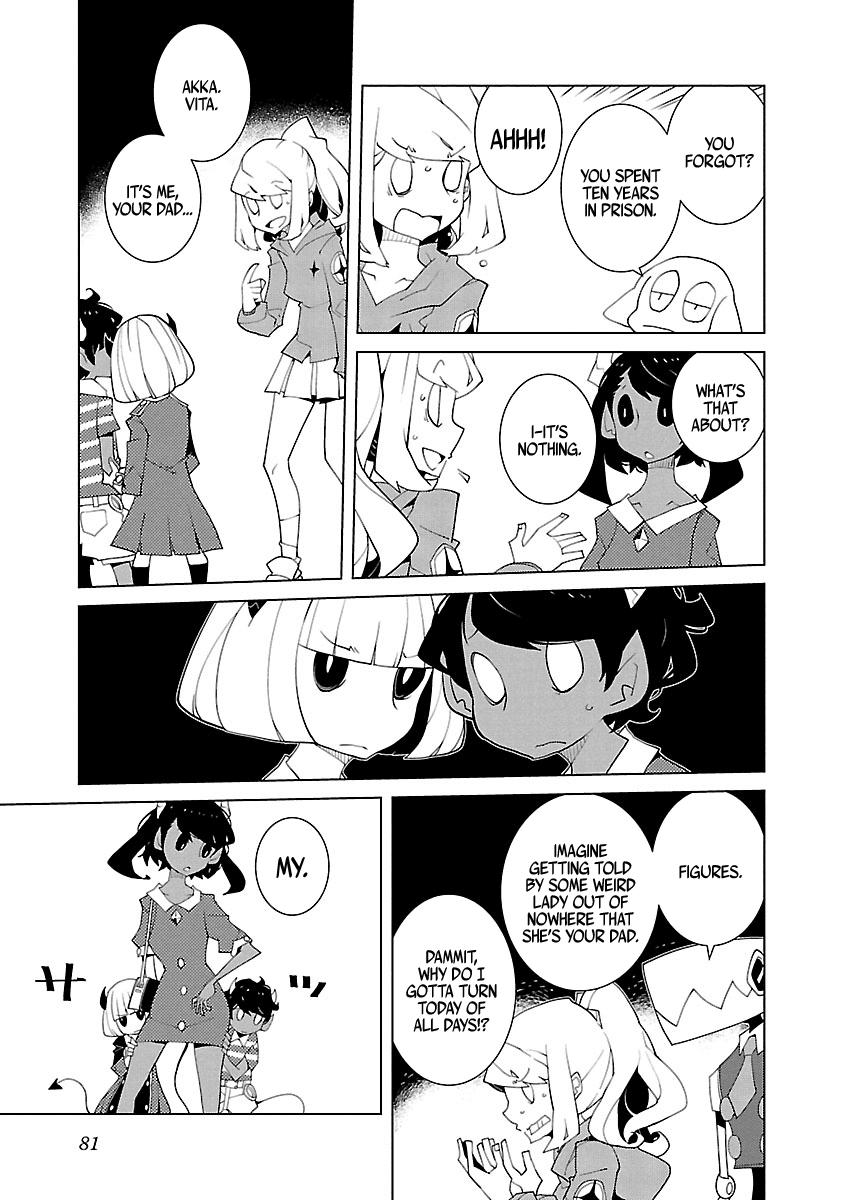 YOU
FORGOT?
YOU SPENT
TEN YEARS
IN PRISON.
AHHH!
AKKA.
VITA.
IT'S ME,
YOUR DAD...
WHAT'S
THAT
ABOUT?
I-IT'S
NOTHING.
FIGURES.
IMAGINE
GETTING TOLD
BY SOME WEIRD
LADY OUT OF
NOWHERE THAT
SHE'S YOUR DAD.
DAMMIT,
WHY DO I
GOTTA TURN
TODAY OF
ALL DAYS!?
MY.
サッ
81